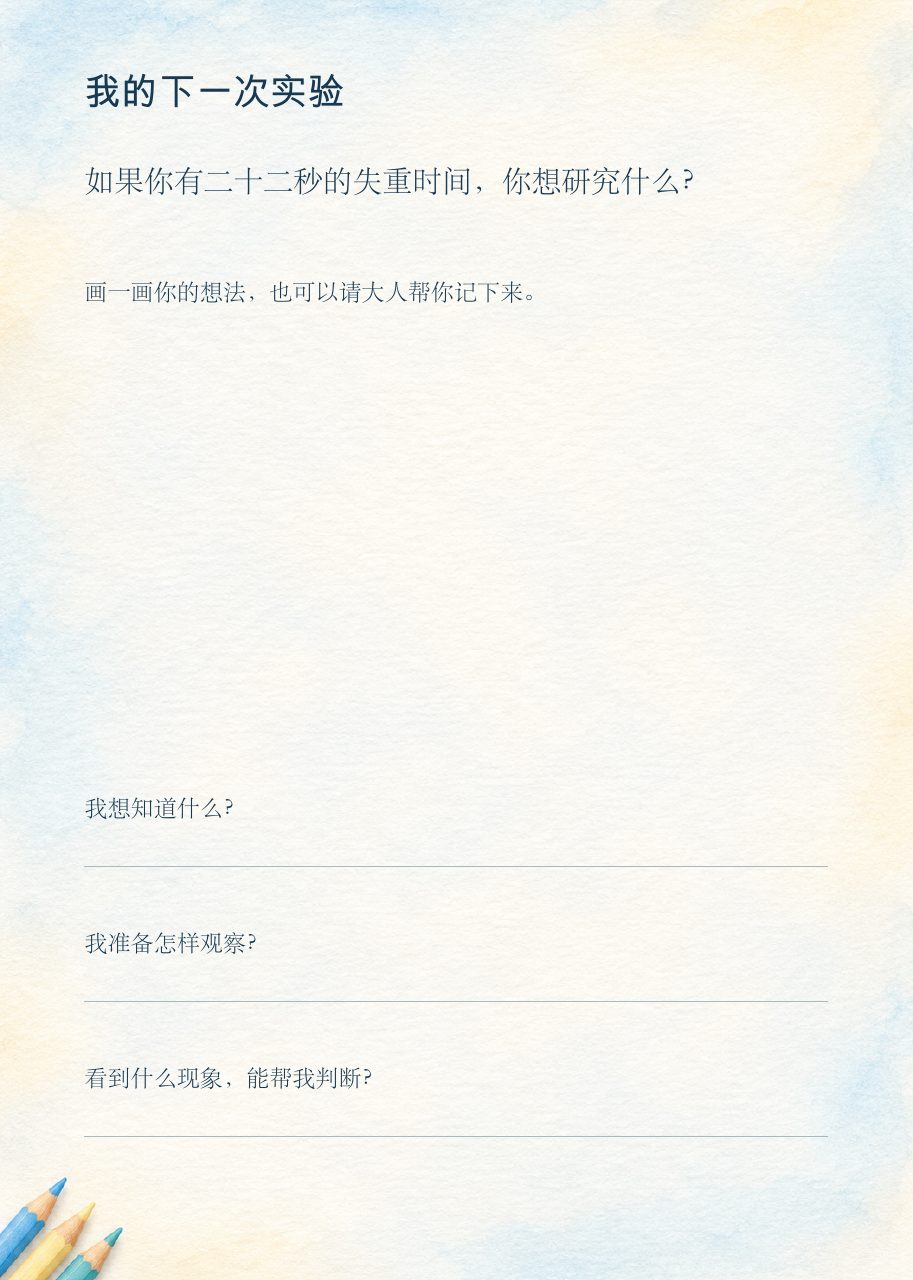 我的下一次实验
如果你有二十二秒的失重时间，你想研究什么？
画一画你的想法，也可以请大人帮你记下来。
我想知道什么？
我准备怎样观察？
看到什么现象，能帮我判断？